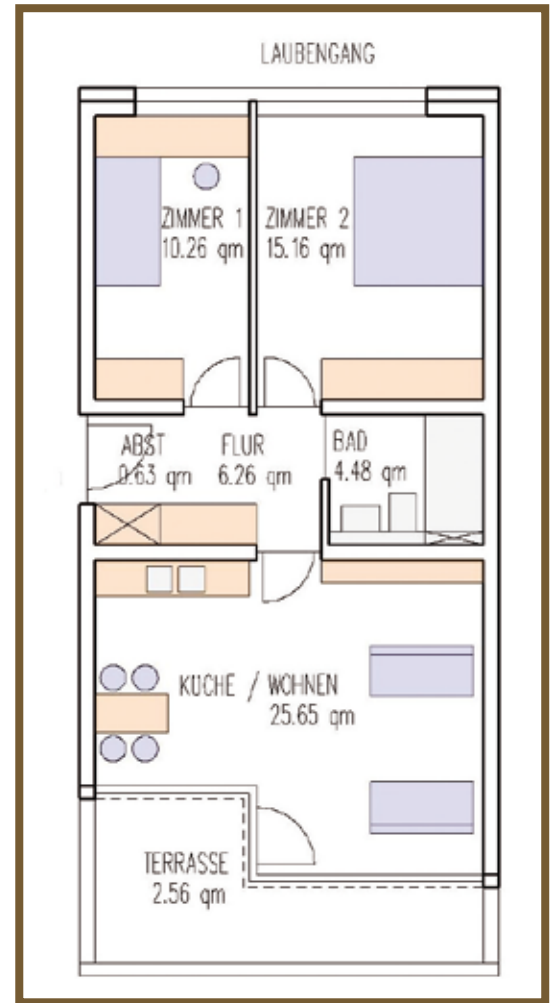 LAUBENGANG
ZIMMER 1
10.26 qm
ZIMMER 2
15.16 qm
ABST
0.63 qm
FLUR
6.26 qm
BAD
4.48 qm
KUCHE / WOHNEN
25.65 qm
TERRASSE
2.56 qm